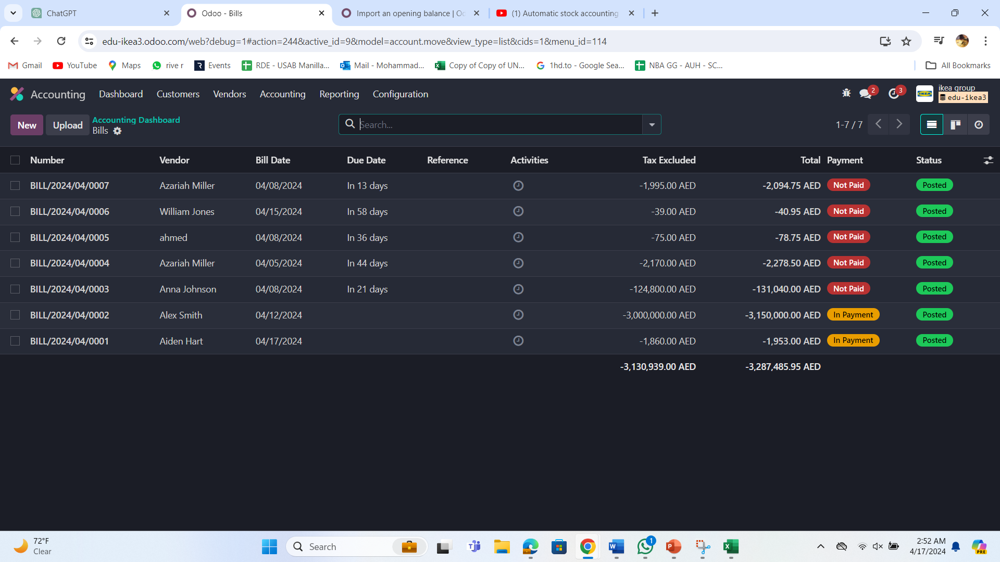 ChatGPT
Odoo - Bills
Import an opening balance | Oc
(1) Automatic stock accounting
edu-ikea3.odoo.com/web?debug=1#action=244&active_id=9&model=account.move&view_type=list&cids=1&menu_id=114
Gmail YouTube Maps rive r Events RDE - USAB Manilla... Mail - Mohammad... Copy of Copy of UN... 1hd.to - Google Sea... NBA GG - AUH - SC... All Bookmarks
Accounting Dashboard Customers Vendors Accounting Reporting Configuration 2 3 IKEA ikea group
edu-ikea3
New Upload Accounting Dashboard
Bills
Search...
1-7 / 7
Number Vendor Bill Date Due Date Reference Activities Tax Excluded Total Payment Status
BILL/2024/04/0007 Azariah Miller 04/08/2024 In 13 days -1,995.00 AED -2,094.75 AED Not Paid Posted
BILL/2024/04/0006 William Jones 04/15/2024 In 58 days -39.00 AED -40.95 AED Not Paid Posted
BILL/2024/04/0005 ahmed 04/08/2024 In 36 days -75.00 AED -78.75 AED Not Paid Posted
BILL/2024/04/0004 Azariah Miller 04/05/2024 In 44 days -2,170.00 AED -2,278.50 AED Not Paid Posted
BILL/2024/04/0003 Anna Johnson 04/08/2024 In 21 days -124,800.00 AED -131,040.00 AED Not Paid Posted
BILL/2024/04/0002 Alex Smith 04/12/2024 -3,000,000.00 AED -3,150,000.00 AED In Payment Posted
BILL/2024/04/0001 Aiden Hart 04/17/2024 -1,860.00 AED -1,953.00 AED In Payment Posted
-3,130,939.00 AED -3,287,485.95 AED
72°F
Clear
Search
1
2:52 AM
4/17/2024
PRE